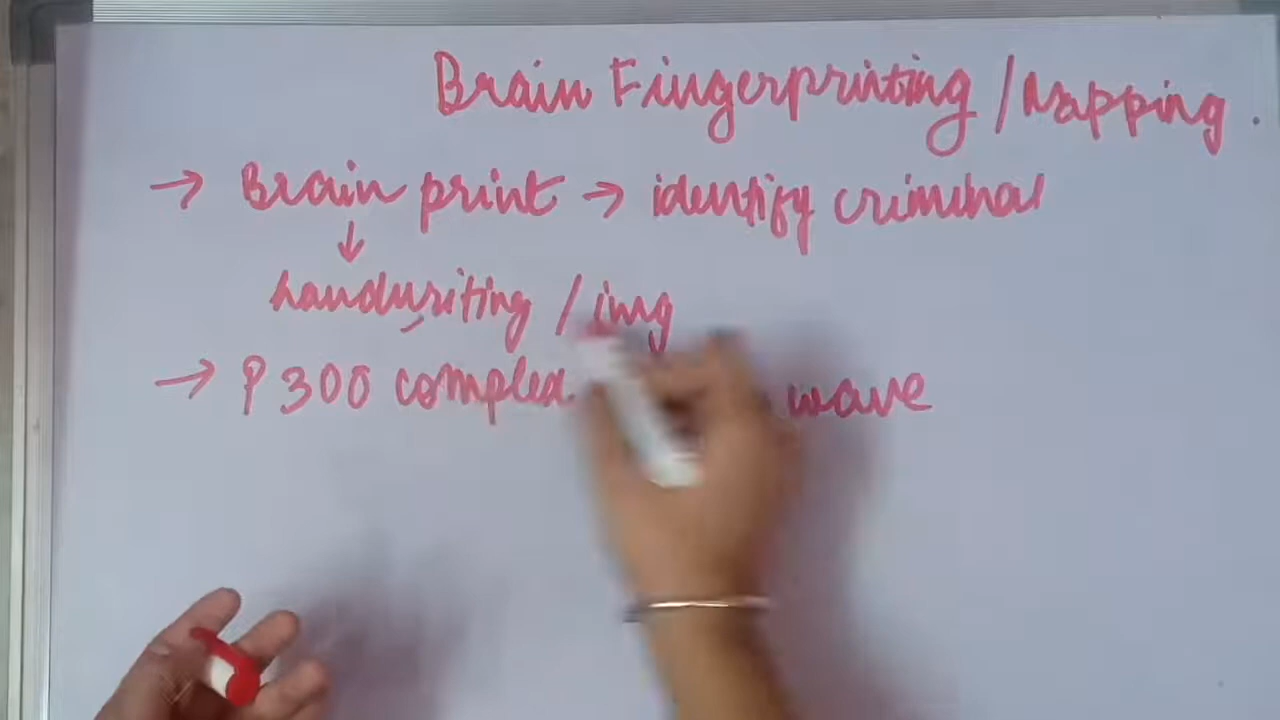 Brain Fingerprinting / Mapping.
→ Brain print → identify criminal
↓
handwriting / img
→ P300 complex wave